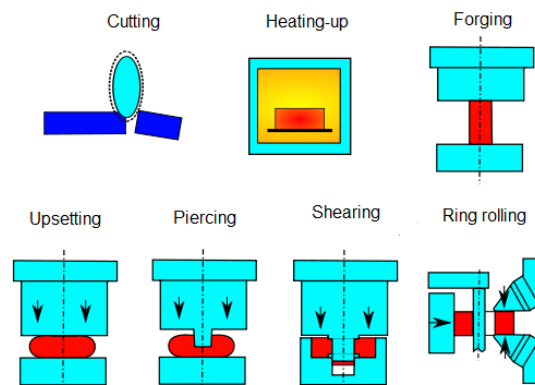 Cutting
Heating-up
Forging
Upsetting
Piercing
Shearing
Ring rolling